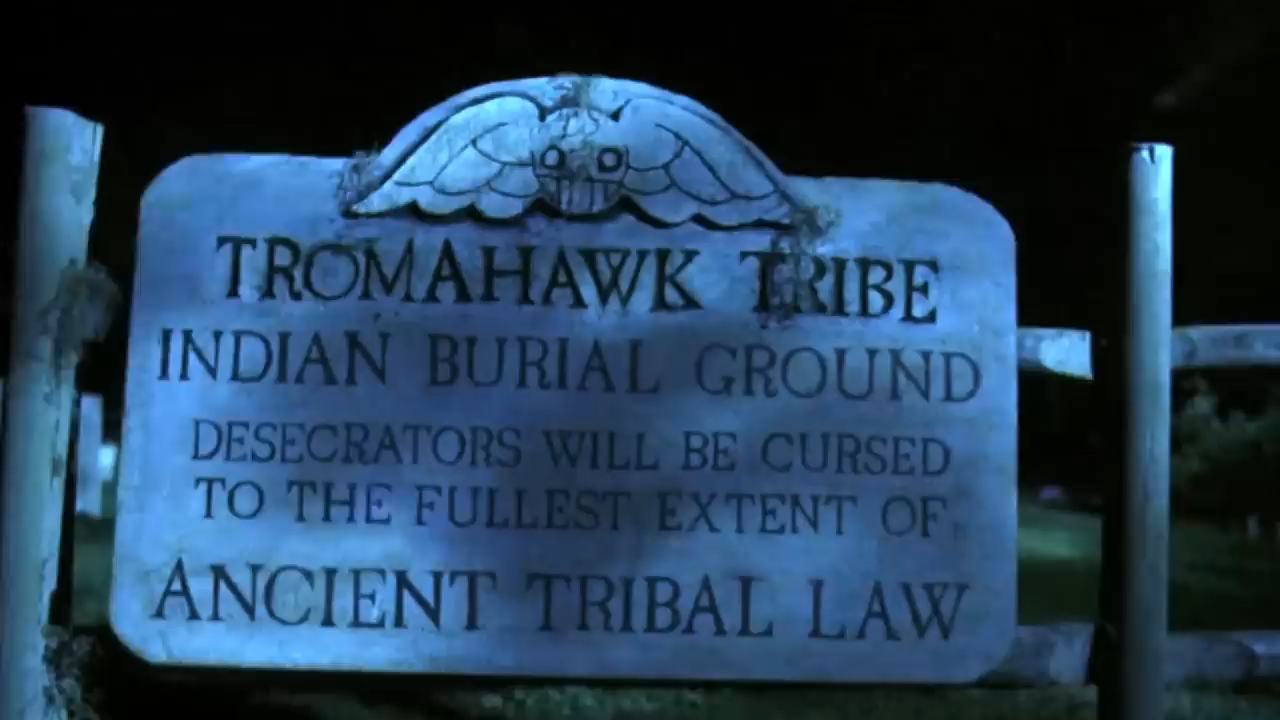 TROMAHAWK TRIBE
INDIAN BURIAL GROUND
DESECRATORS WILL BE CURSED
TO THE FULLEST EXTENT OF
ANCIENT TRIBAL LAW